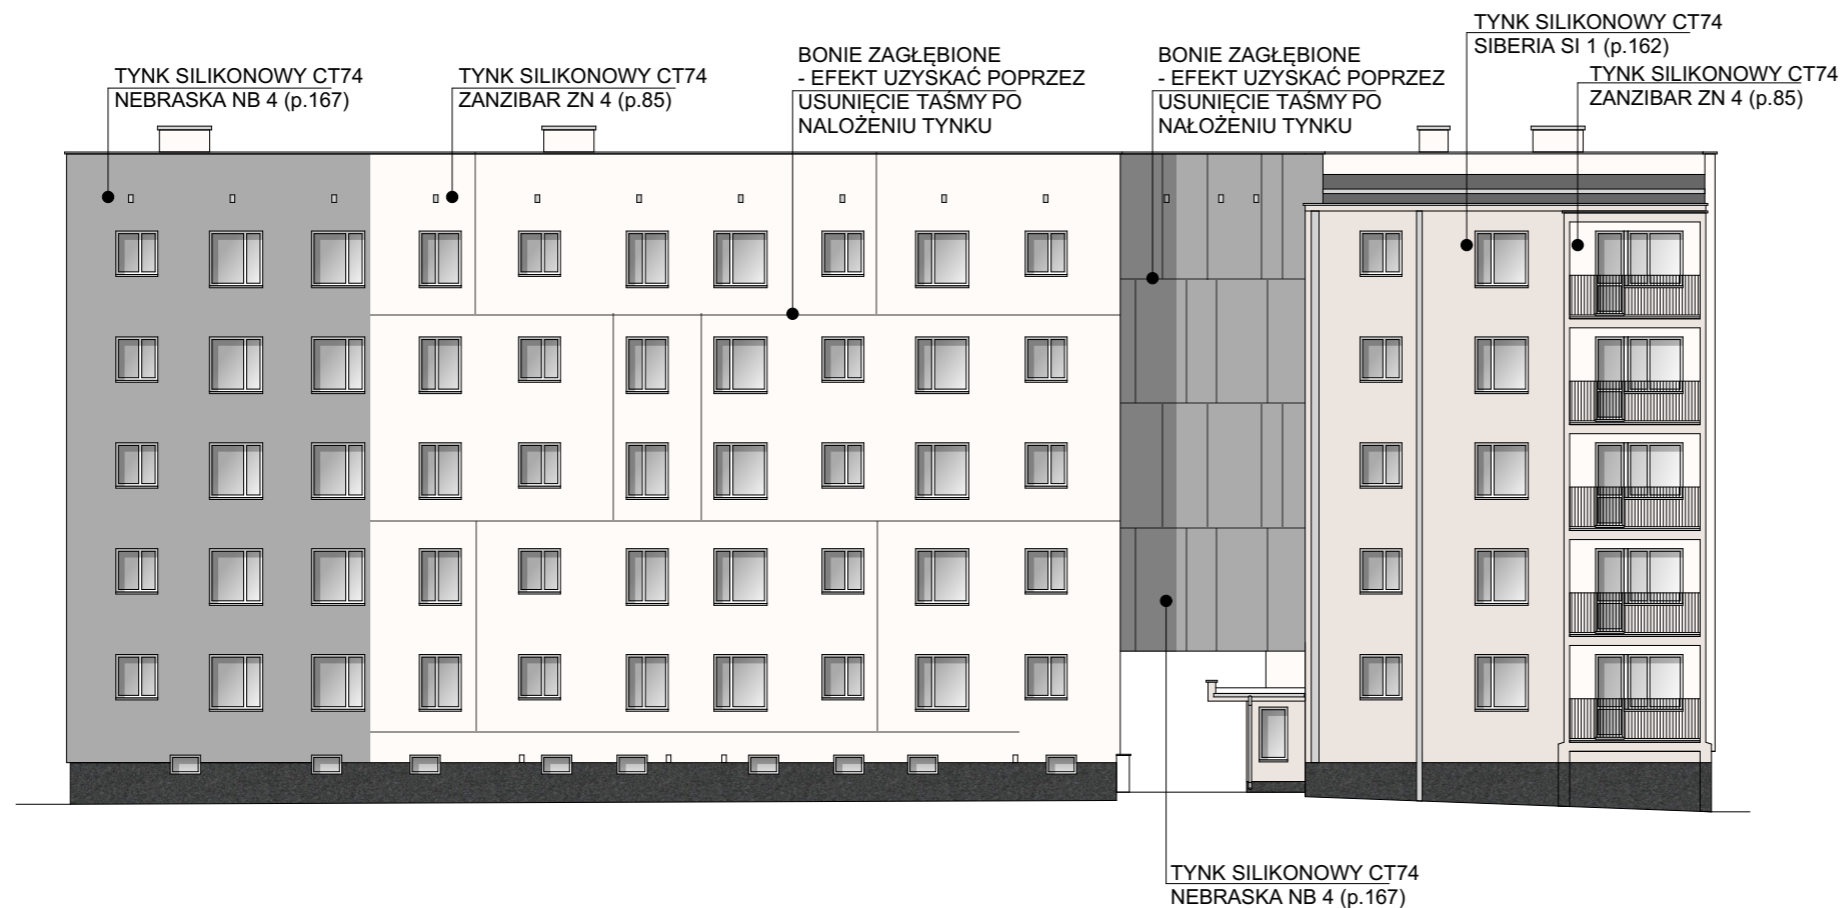 TYNK SILIKONOWY CT74
NEBRASKA NB 4 (p.167)
TYNK SILIKONOWY CT74
ZANZIBAR ZN 4 (p.85)
BONIE ZAGŁĘBIONE
- EFEKT UZYSKAĆ POPRZEZ
USUNIĘCIE TAŚMY PO
NALOŻENIU TYNKU
BONIE ZAGŁĘBIONE
- EFEKT UZYSKAĆ POPRZEZ
USUNIĘCIE TAŚMY PO
NAŁOŻENIU TYNKU
TYNK SILIKONOWY CT74
SIBERIA SI 1 (p.162)
TYNK SILIKONOWY CT74
ZANZIBAR ZN 4 (p.85)
TYNK SILIKONOWY CT74
NEBRASKA NB 4 (p.167)